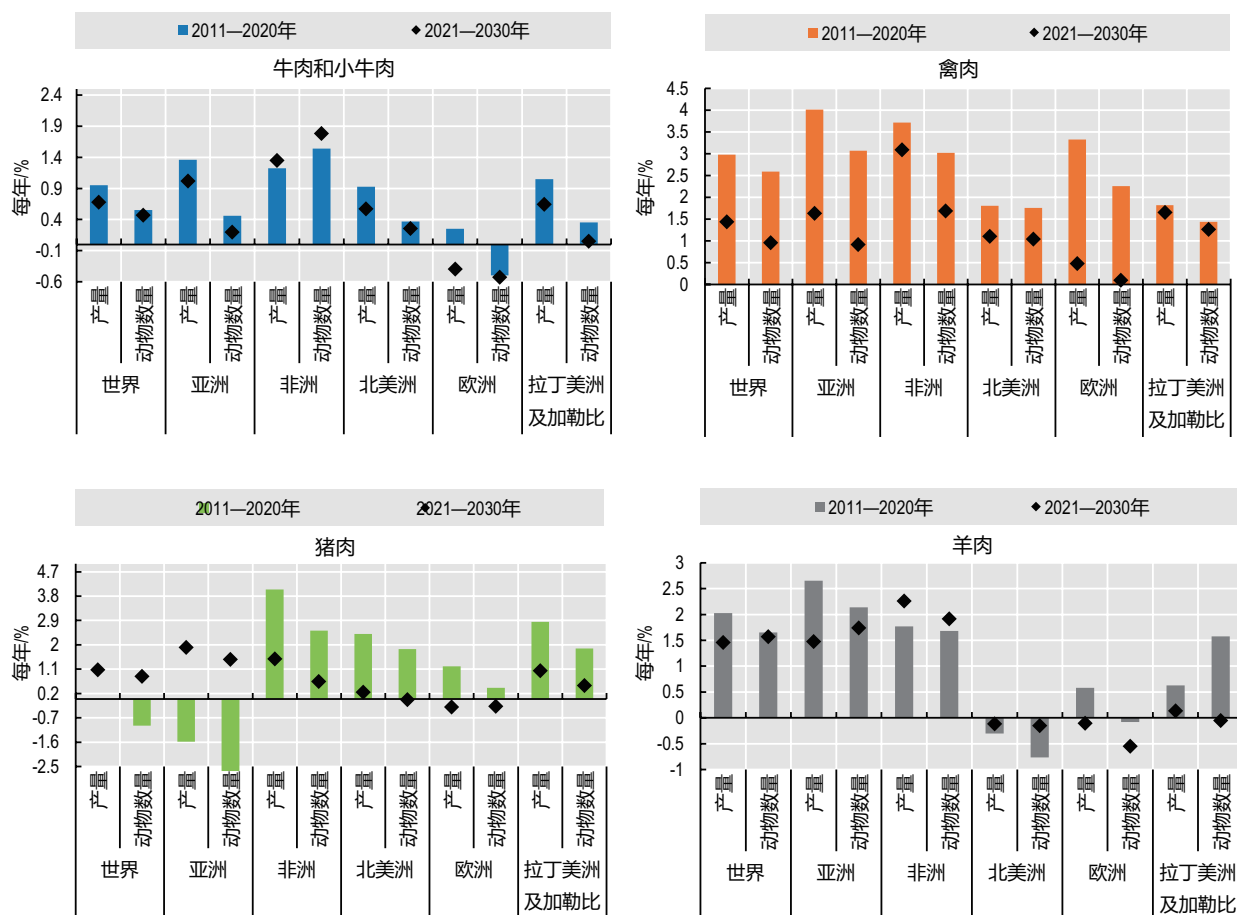 2011—2020年 2021—2030年
牛肉和小牛肉
每年/%
2.4
1.9
1.4
0.9
0.4
-0.1
-0.6
产量 动物数量 产量 动物数量 产量 动物数量 产量 动物数量 产量 动物数量 产量 动物数量
世界 亚洲 非洲 北美洲 欧洲 拉丁美洲
及加勒比
2011—2020年 2021—2030年
禽肉
每年/%
4.5
4
3.5
3
2.5
2
1.5
1
0.5
0
产量 动物数量 产量 动物数量 产量 动物数量 产量 动物数量 产量 动物数量 产量 动物数量
世界 亚洲 非洲 北美洲 欧洲 拉丁美洲
及加勒比
2011—2020年 2021—2030年
猪肉
每年/%
4.7
3.8
2.9
2
1.1
0.2
-0.7
-1.6
-2.5
产量 动物数量 产量 动物数量 产量 动物数量 产量 动物数量 产量 动物数量 产量 动物数量
世界 亚洲 非洲 北美洲 欧洲 拉丁美洲
及加勒比
2011—2020年 2021—2030年
羊肉
每年/%
3
2.5
2
1.5
1
0.5
0
-0.5
-1
产量 动物数量 产量 动物数量 产量 动物数量 产量 动物数量 产量 动物数量 产量 动物数量
世界 亚洲 非洲 北美洲 欧洲 拉丁美洲
及加勒比